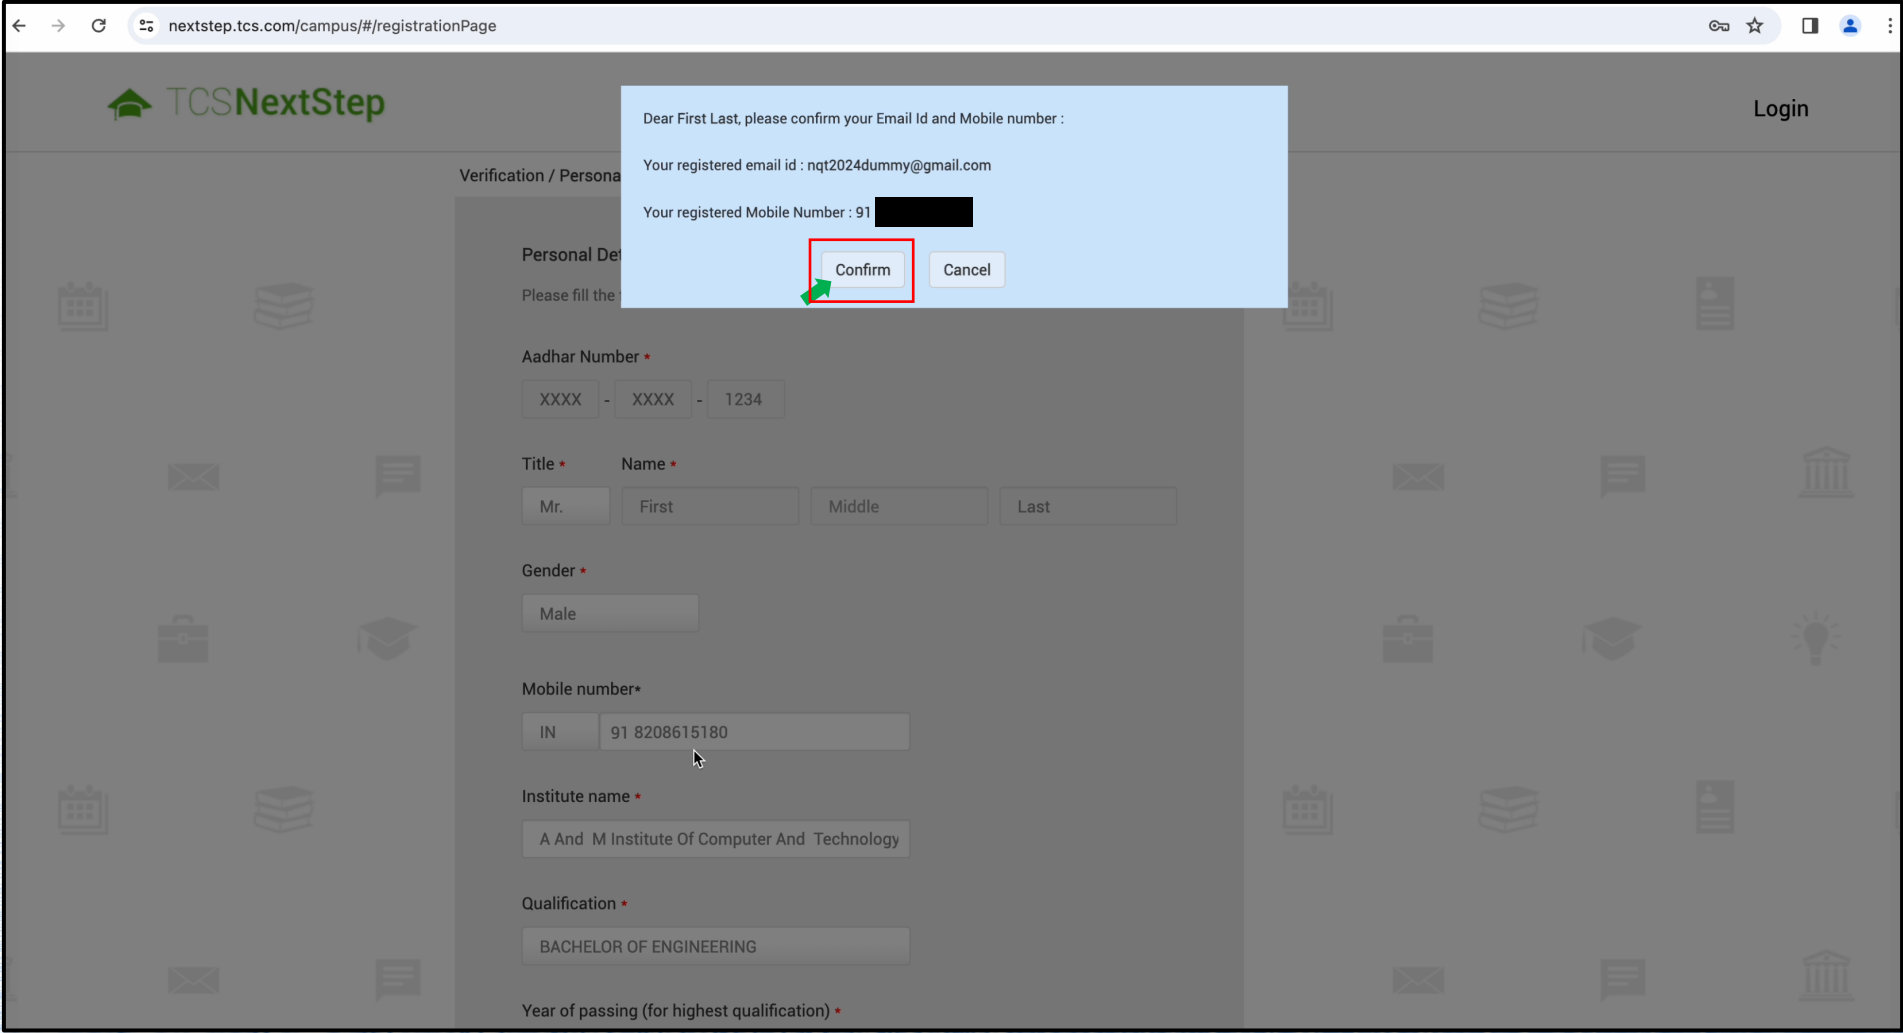 nextstep.tcs.com/campus/#/registrationPage
TCSNextStep
Login
Dear First Last, please confirm your Email Id and Mobile number :
Your registered email id : nqt2024dummy@gmail.com
Your registered Mobile Number : 91
Confirm
Cancel
Verification / Persona
Personal Det
Please fill the
Aadhar Number *
XXXX - XXXX - 1234
Title * Name *
Mr. First Middle Last
Gender *
Male
Mobile number*
IN 91 8208615180
Institute name *
A And M Institute Of Computer And Technology
Qualification *
BACHELOR OF ENGINEERING
Year of passing (for highest qualification) *